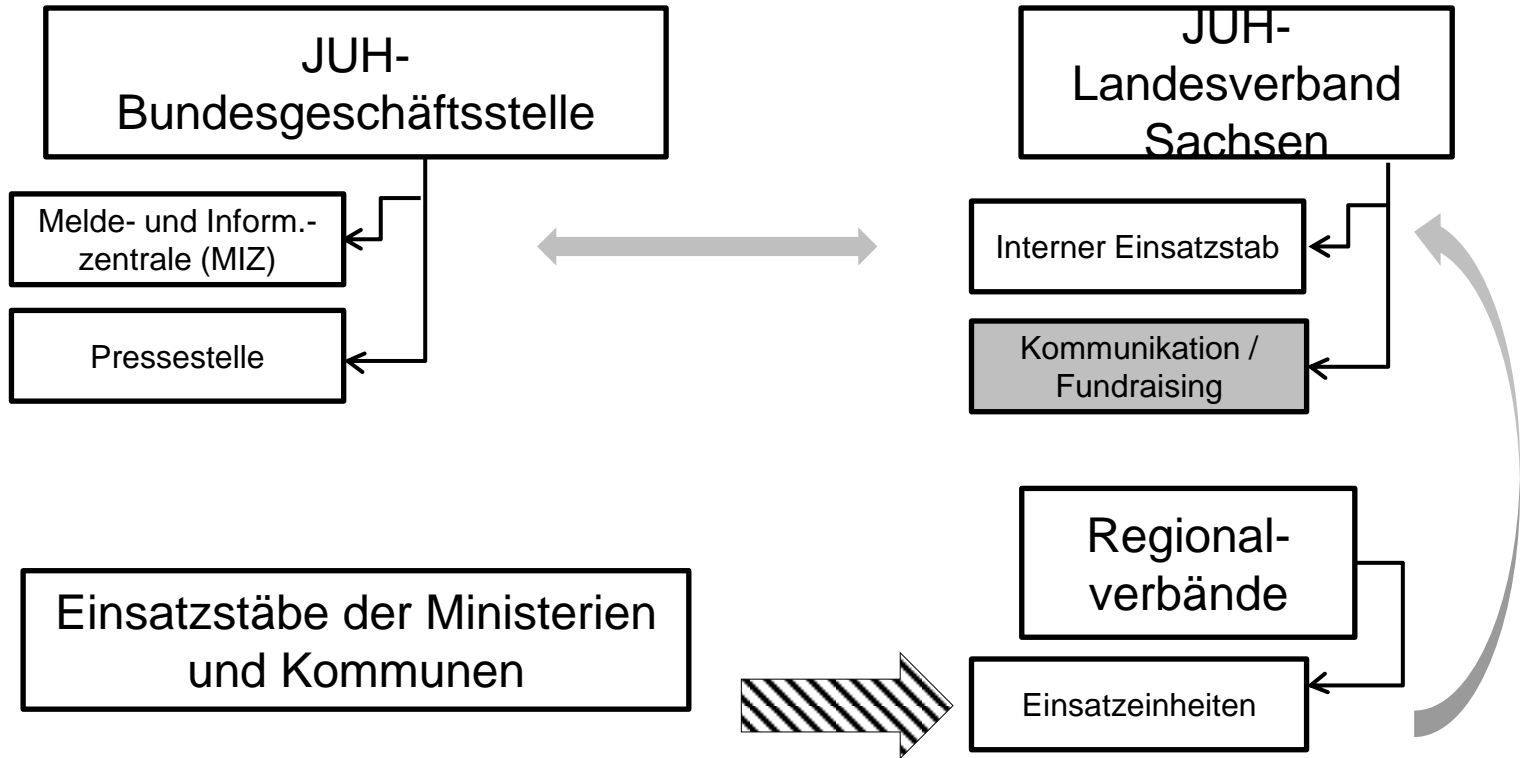 JUH-
Bundesgeschäftsstelle
Melde- und Inform.-
zentrale (MIZ)
Pressestelle
JUH-
Landesverband
Sachsen
Interner Einsatzstab
Kommunikation /
Fundraising
Einsatzstäbe der Ministerien
und Kommunen
Regional-
verbände
Einsatzeinheiten